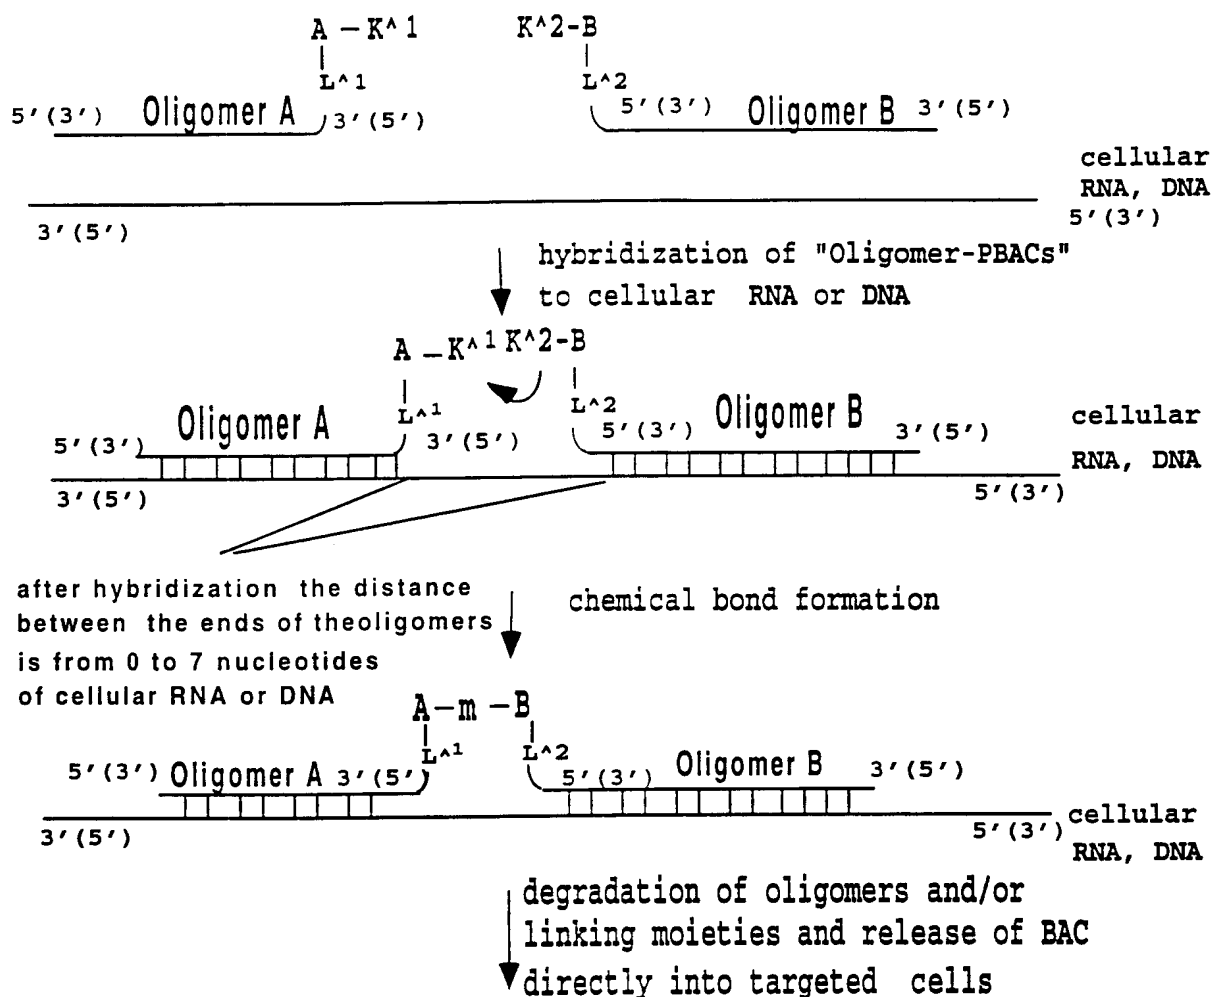 A – K^1 K^2-B
L^1 L^2
5'(3') Oligomer A 3'(5') 5'(3') Oligomer B 3'(5')
cellular
RNA, DNA
3'(5') 5'(3')
hybridization of "Oligomer-PBACs"
to cellular RNA or DNA
A – K^1 K^2-B
L^1 L^2
5'(3') Oligomer A 3'(5') 5'(3') Oligomer B 3'(5')
cellular
RNA, DNA
3'(5') 5'(3')
after hybridization the distance
between the ends of theoligomers
is from 0 to 7 nucleotides
of cellular RNA or DNA
chemical bond formation
A–m–B
L^1 L^2
5'(3') Oligomer A 3'(5') 5'(3') Oligomer B 3'(5')
3'(5') 5'(3')
cellular
RNA, DNA
degradation of oligomers and/or
linking moieties and release of BAC
directly into targeted cells